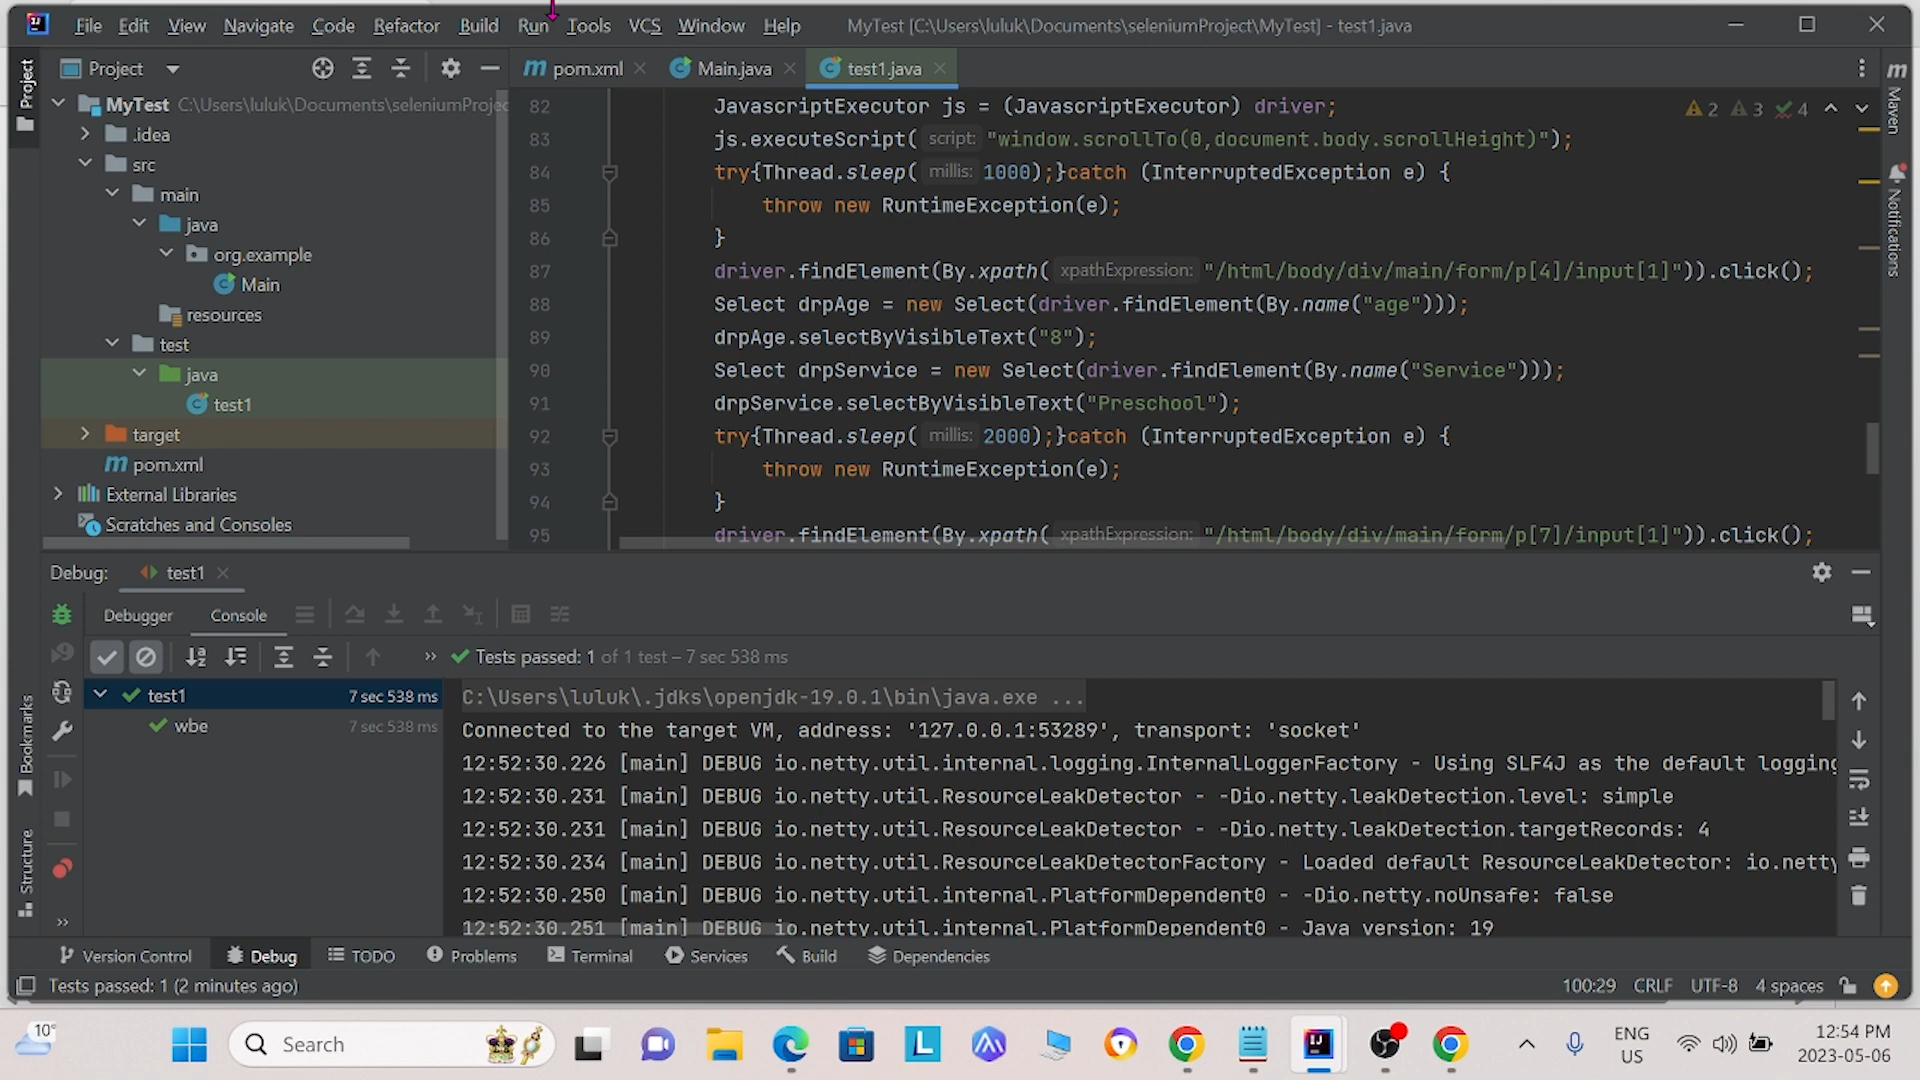 File Edit View Navigate Code Refactor Build Run Tools VCS Window Help MyTest [C:\Users\luluk\Documents\seleniumProject\MyTest] - test1.java
Project
pom.xml
Main.java
test1.java
MyTest C:\Users\luluk\Documents\seleniumProjec
.idea
src
main
java
org.example
Main
resources
test
java
test1
target
pom.xml
External Libraries
Scratches and Consoles
82 JavascriptExecutor js = (JavascriptExecutor) driver;
83 js.executeScript( script: "window.scrollTo(0,document.body.scrollHeight)");
84 try{Thread.sleep( millis: 1000);}catch (InterruptedException e) {
85 throw new RuntimeException(e);
86 }
87 driver.findElement(By.xpath( xpathExpression: "/html/body/div/main/form/p[4]/input[1]")).click();
88 Select drpAge = new Select(driver.findElement(By.name("age")));
89 drpAge.selectByVisibleText("8");
90 Select drpService = new Select(driver.findElement(By.name("Service")));
91 drpService.selectByVisibleText("Preschool");
92 try{Thread.sleep( millis: 2000);}catch (InterruptedException e) {
93 throw new RuntimeException(e);
94 }
95 driver.findElement(By.xpath( xpathExpression: "/html/body/div/main/form/p[7]/input[1]")).click();
2 3 4
Project
Bookmarks
Structure
Maven
Notifications
Debug: test1
Debugger Console
Tests passed: 1 of 1 test – 7 sec 538 ms
test1 7 sec 538 ms
wbe 7 sec 538 ms
C:\Users\luluk\.jdks\openjdk-19.0.1\bin\java.exe ...
Connected to the target VM, address: '127.0.0.1:53289', transport: 'socket'
12:52:30.226 [main] DEBUG io.netty.util.internal.logging.InternalLoggerFactory - Using SLF4J as the default logging
12:52:30.231 [main] DEBUG io.netty.util.ResourceLeakDetector - -Dio.netty.leakDetection.level: simple
12:52:30.231 [main] DEBUG io.netty.util.ResourceLeakDetector - -Dio.netty.leakDetection.targetRecords: 4
12:52:30.234 [main] DEBUG io.netty.util.ResourceLeakDetectorFactory - Loaded default ResourceLeakDetector: io.netty
12:52:30.250 [main] DEBUG io.netty.util.internal.PlatformDependent0 - -Dio.netty.noUnsafe: false
12:52:30.251 [main] DEBUG io.netty.util.internal.PlatformDependent0 - Java version: 19
Version Control Debug TODO Problems Terminal Services Build Dependencies
Tests passed: 1 (2 minutes ago) 100:29 CRLF UTF-8 4 spaces
10°
Search
ENG
US
12:54 PM
2023-05-06